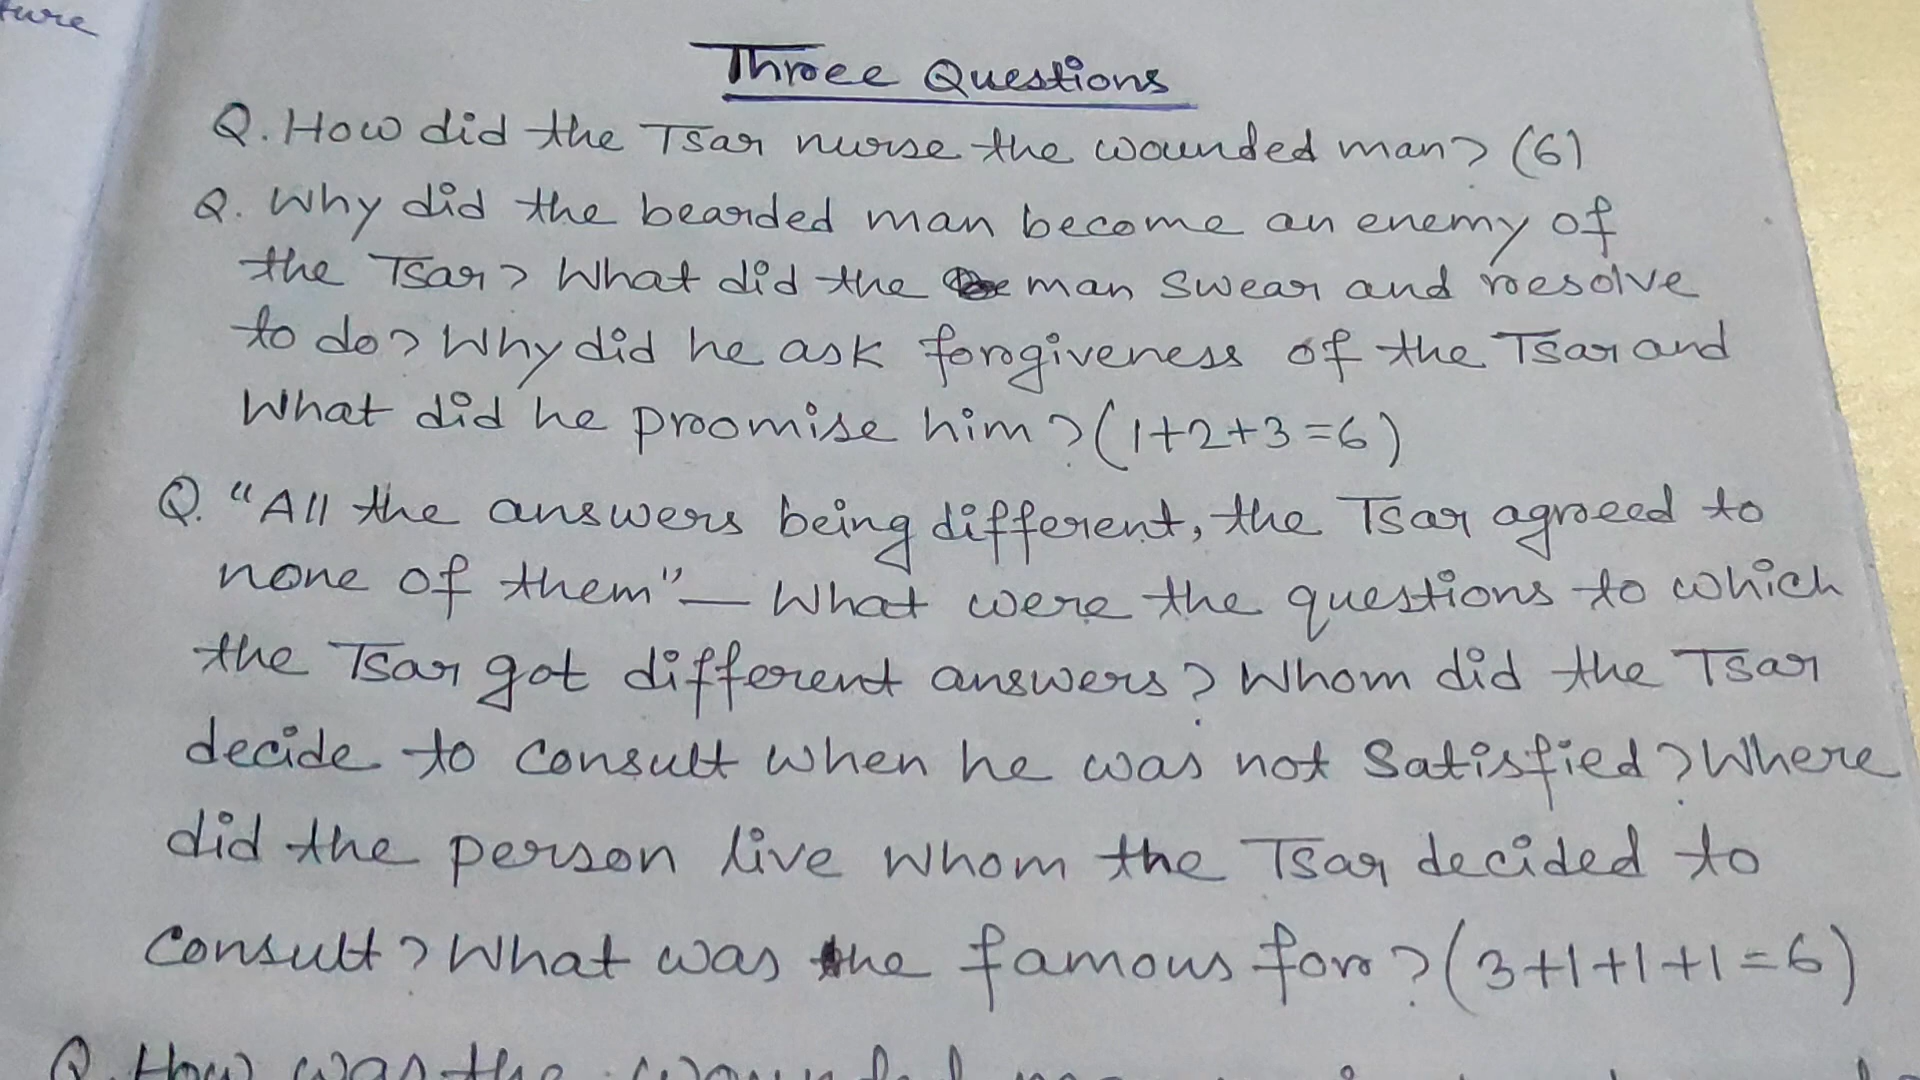 ture
Three Questions
Q. How did the Tsar nurse the wounded man? (6)
Q. Why did the bearded man become an enemy of
the Tsar? What did the man swear and resolve
to do? Why did he ask forgiveness of the Tsar and
What did he promise him? (1+2+3=6)
Q. "All the answers being different, the Tsar agreed to
none of them" — What were the questions to which
the Tsar got different answers? Whom did the Tsar
decide to consult when he was not satisfied? Where
did the person live whom the Tsar decided to
consult? What was the famous for? (3+1+1+1=6)
Q. How was the wounded